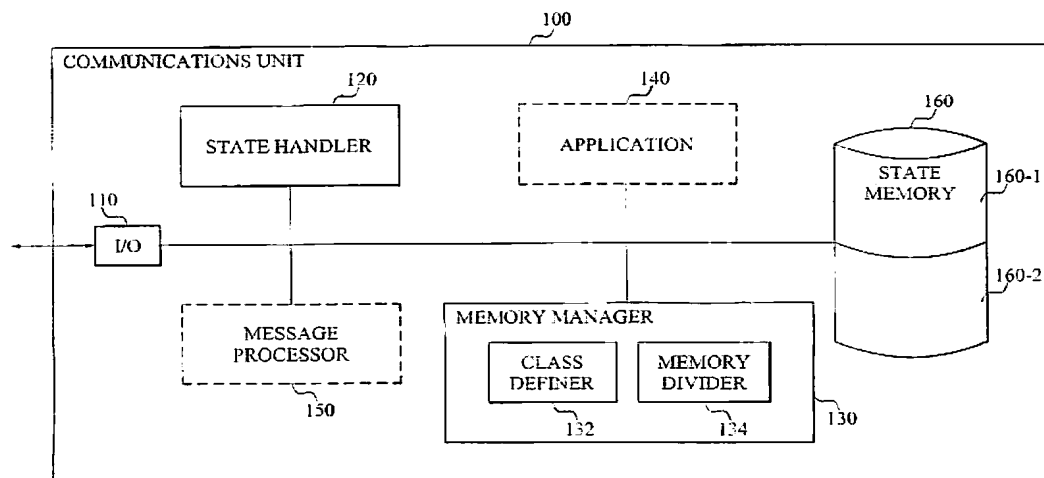 100
COMMUNICATIONS UNIT
120
140
160
STATE HANDLER
APPLICATION
STATE
MEMORY
160-1
110
I/O
160-2
MESSAGE
PROCESSOR
MEMORY MANAGER
CLASS
DEFINER
MEMORY
DIVIDER
150
132
134
130